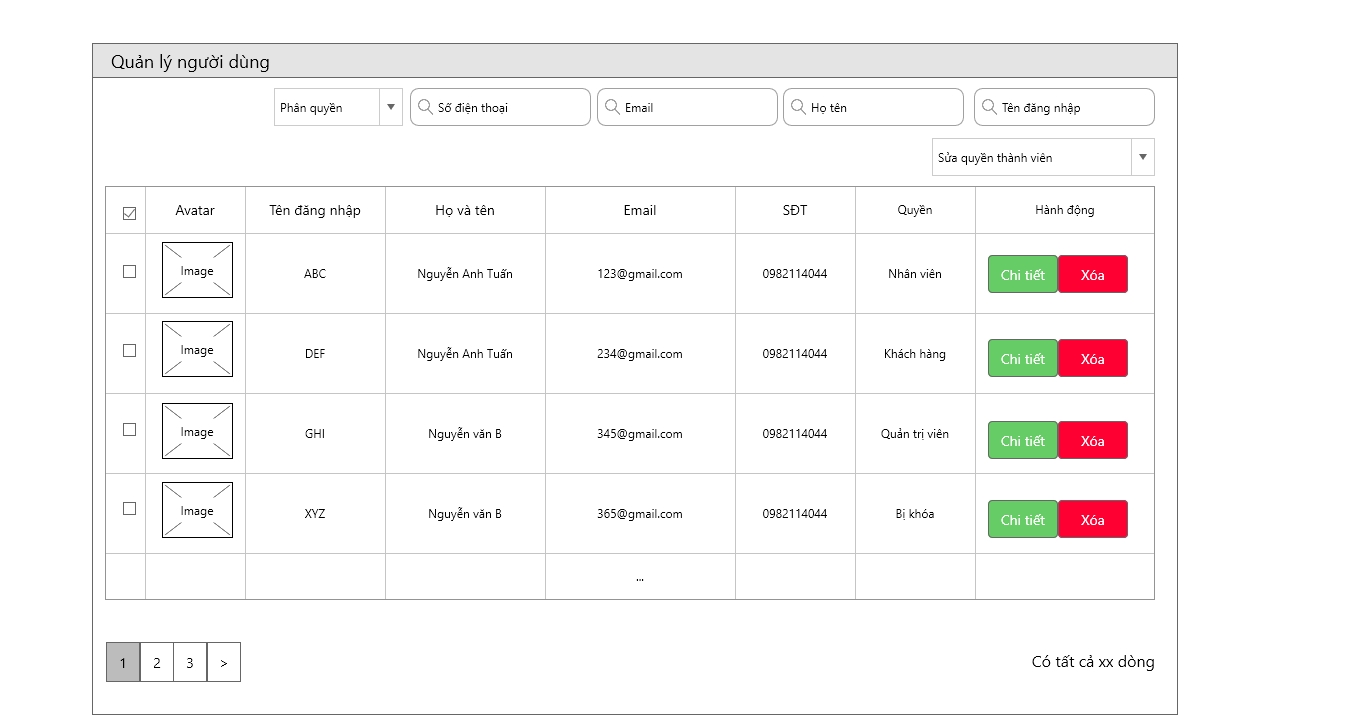 Quản lý người dùng
Phân quyền Số điện thoại Email Họ tên Tên đăng nhập
Sửa quyền thành viên
Avatar Tên đăng nhập Họ và tên Email SĐT Quyền Hành động
Image ABC Nguyễn Anh Tuấn 123@gmail.com 0982114044 Nhân viên Chi tiết Xóa
Image DEF Nguyễn Anh Tuấn 234@gmail.com 0982114044 Khách hàng Chi tiết Xóa
Image GHI Nguyễn văn B 345@gmail.com 0982114044 Quản trị viên Chi tiết Xóa
Image XYZ Nguyễn văn B 365@gmail.com 0982114044 Bị khóa Chi tiết Xóa
...
1 2 3 > Có tất cả xx dòng